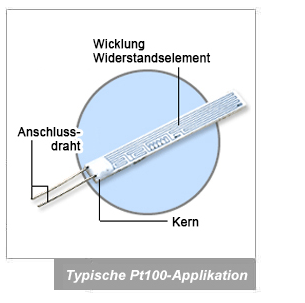 Wicklung
Widerstandselement
Anschluss-
draht
Kern
Typische Pt100-Applikation